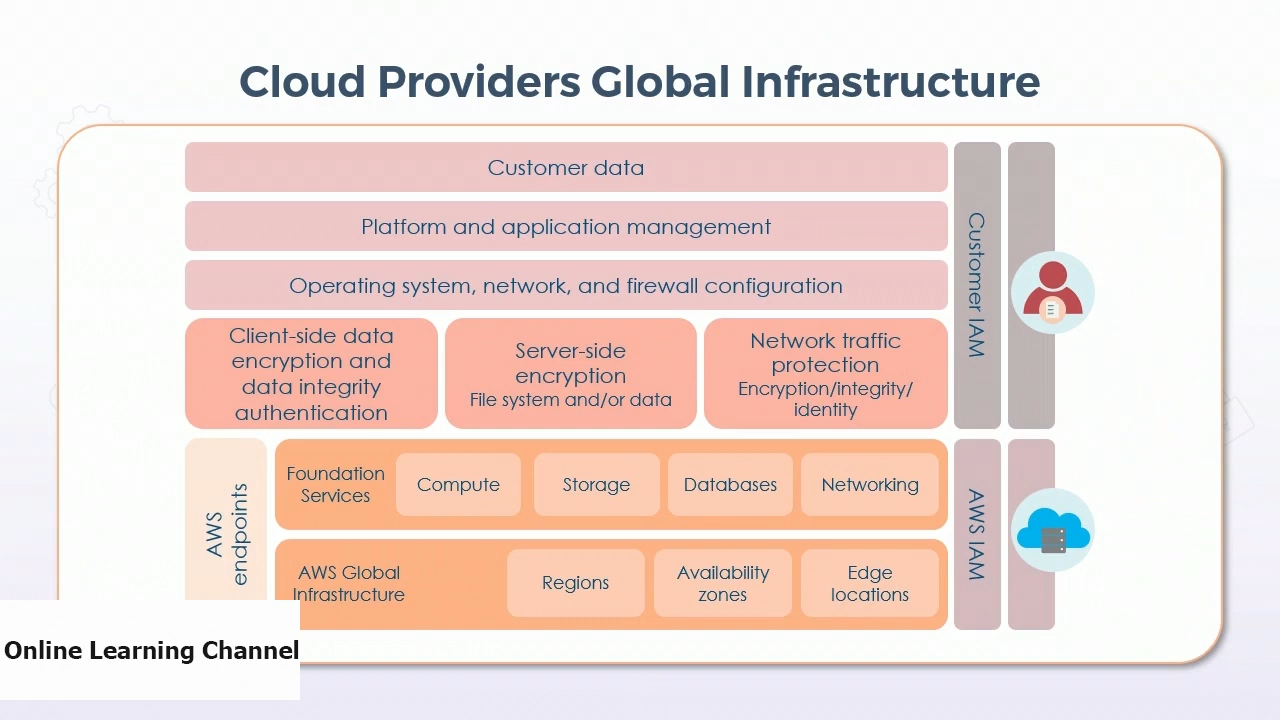 Cloud Providers Global Infrastructure
Customer data
Platform and application management
Operating system, network, and firewall configuration
Client-side data
encryption and
data integrity
authentication
Server-side
encryption
File system and/or data
Network traffic
protection
Encryption/integrity/
identity
Customer IAM
AWS
endpoints
Foundation
Services
Compute
Storage
Databases
Networking
AWS Global
Infrastructure
Regions
Availability
zones
Edge
locations
AWS IAM
Online Learning Channel